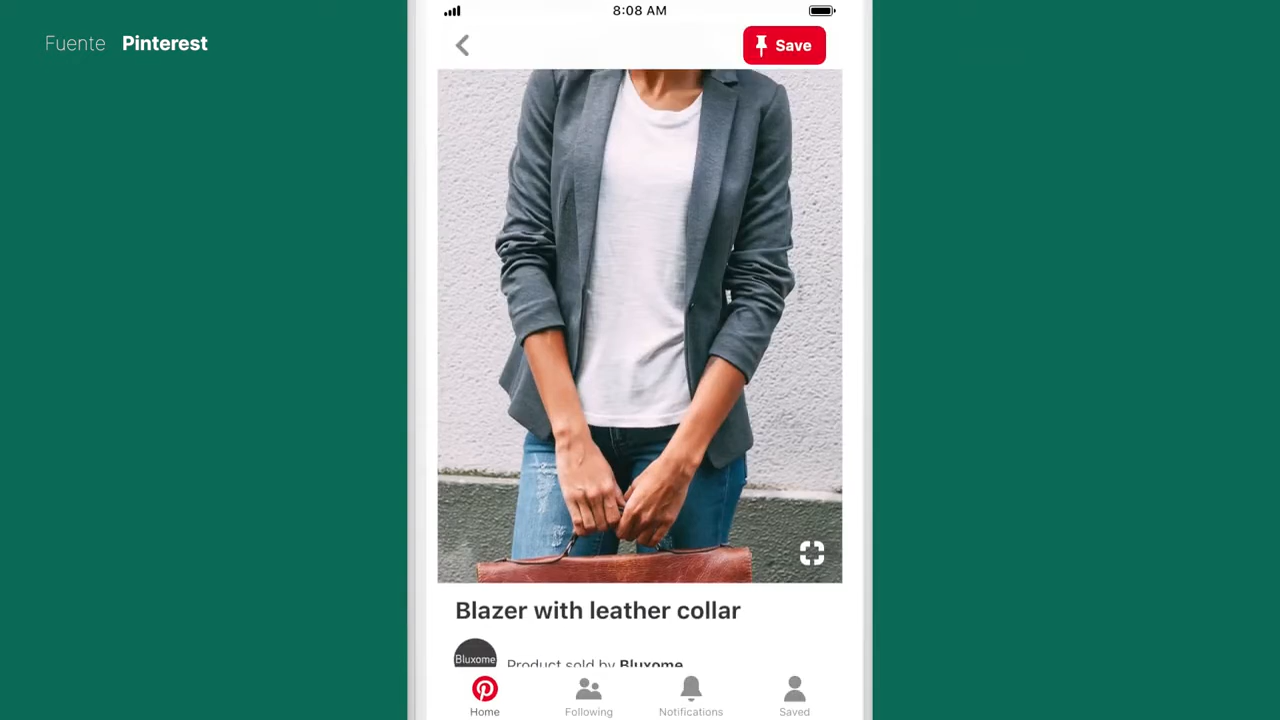 Fuente Pinterest
8:08 AM
Save
Blazer with leather collar
Bluxome
Product sold by Bluxome
Home
Following
Notifications
Saved